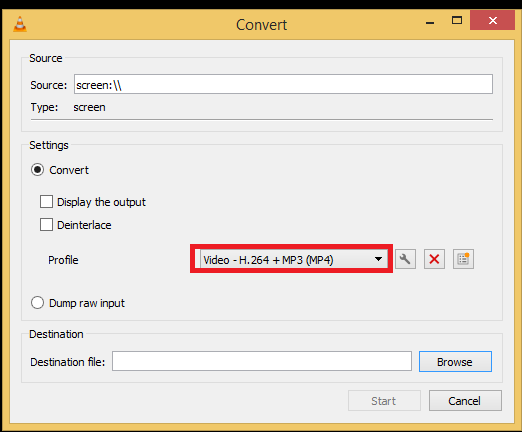 Convert
Source
Source: screen:\\
Type: screen
Settings
Convert
Display the output
Deinterlace
Profile Video - H.264 + MP3 (MP4)
Dump raw input
Destination
Destination file: Browse
Start Cancel